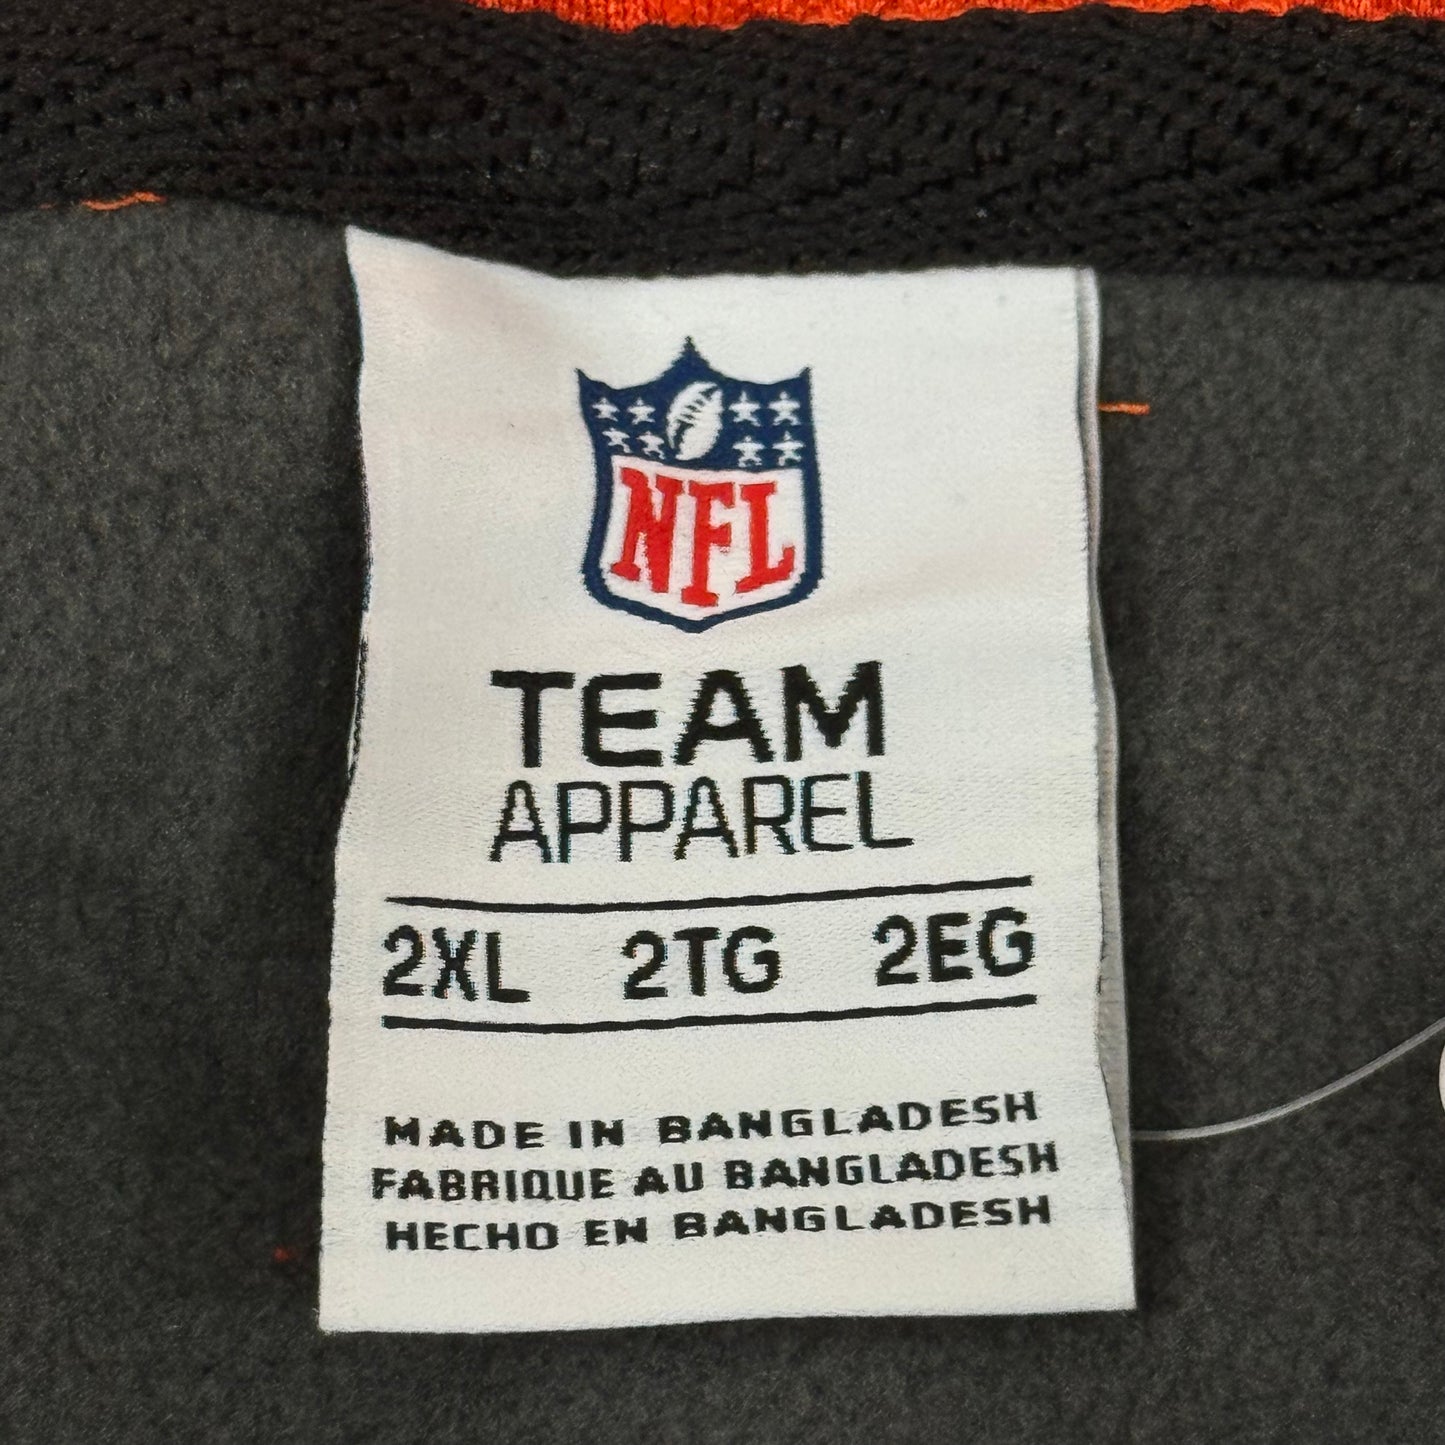 NFL
TEAM
APPAREL
2XL 2TG 2EG
MADE IN BANGLADESH
FABRIQUE AU BANGLADESH
HECHO EN BANGLADESH